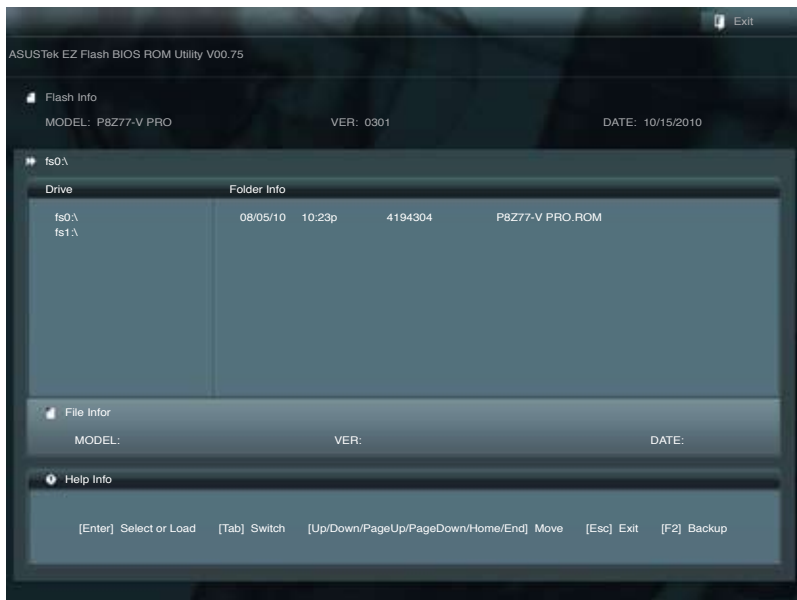 Exit
ASUSTek EZ Flash BIOS ROM Utility V00.75
Flash Info
MODEL: P8Z77-V PRO VER: 0301 DATE: 10/15/2010
fs0:\
Drive Folder Info
fs0:\ 08/05/10 10:23p 4194304 P8Z77-V PRO.ROM
fs1:\
File Infor
MODEL: VER: DATE:
Help Info
[Enter] Select or Load [Tab] Switch [Up/Down/PageUp/PageDown/Home/End] Move [Esc] Exit [F2] Backup